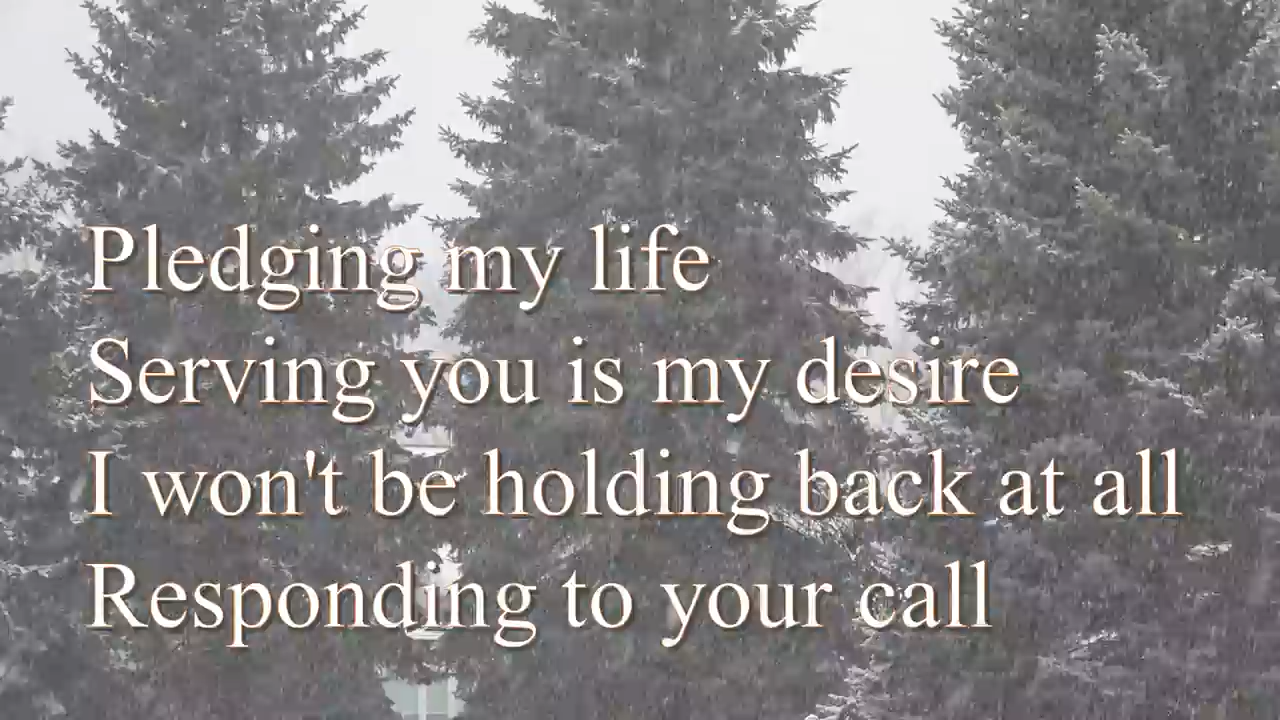 Pledging my life
Serving you is my desire
I won't be holding back at all
Responding to your call